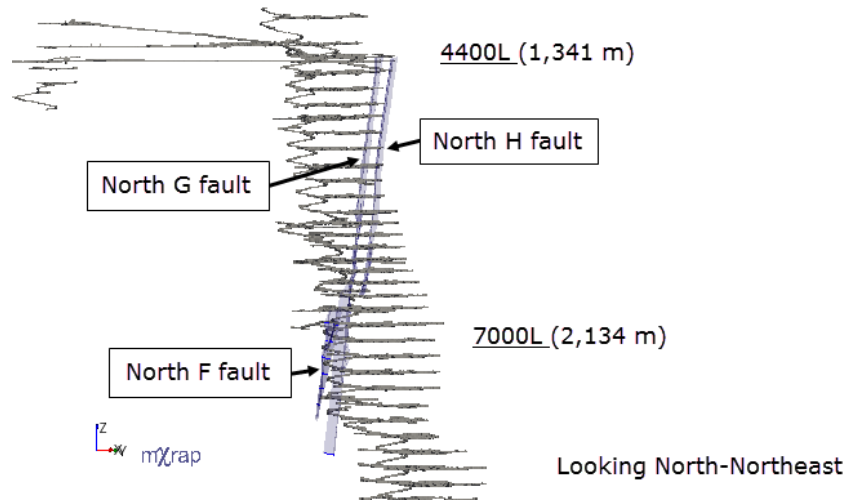 4400L (1,341 m)
North H fault
North G fault
7000L (2,134 m)
North F fault
Z
mXrap
Looking North-Northeast